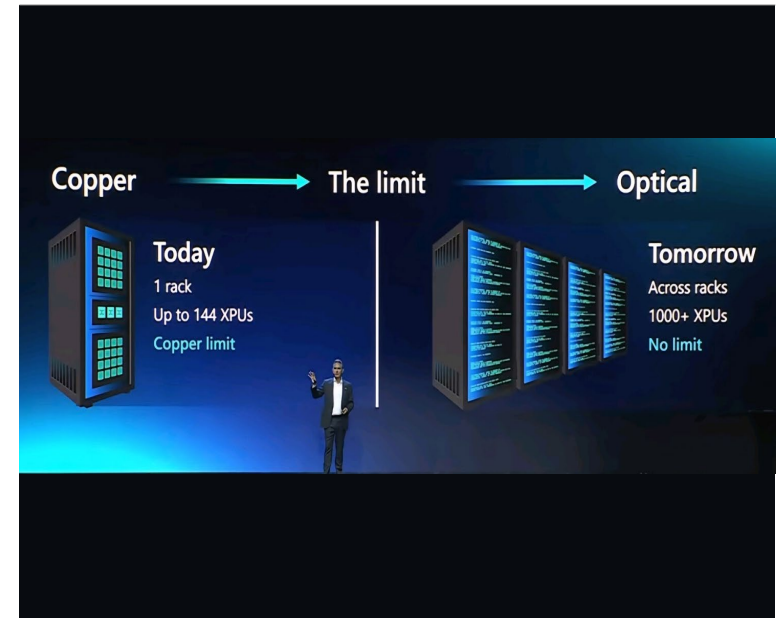 Copper
The limit
Optical
Today
1 rack
Up to 144 XPUs
Copper limit
Tomorrow
Across racks
1000+ XPUs
No limit